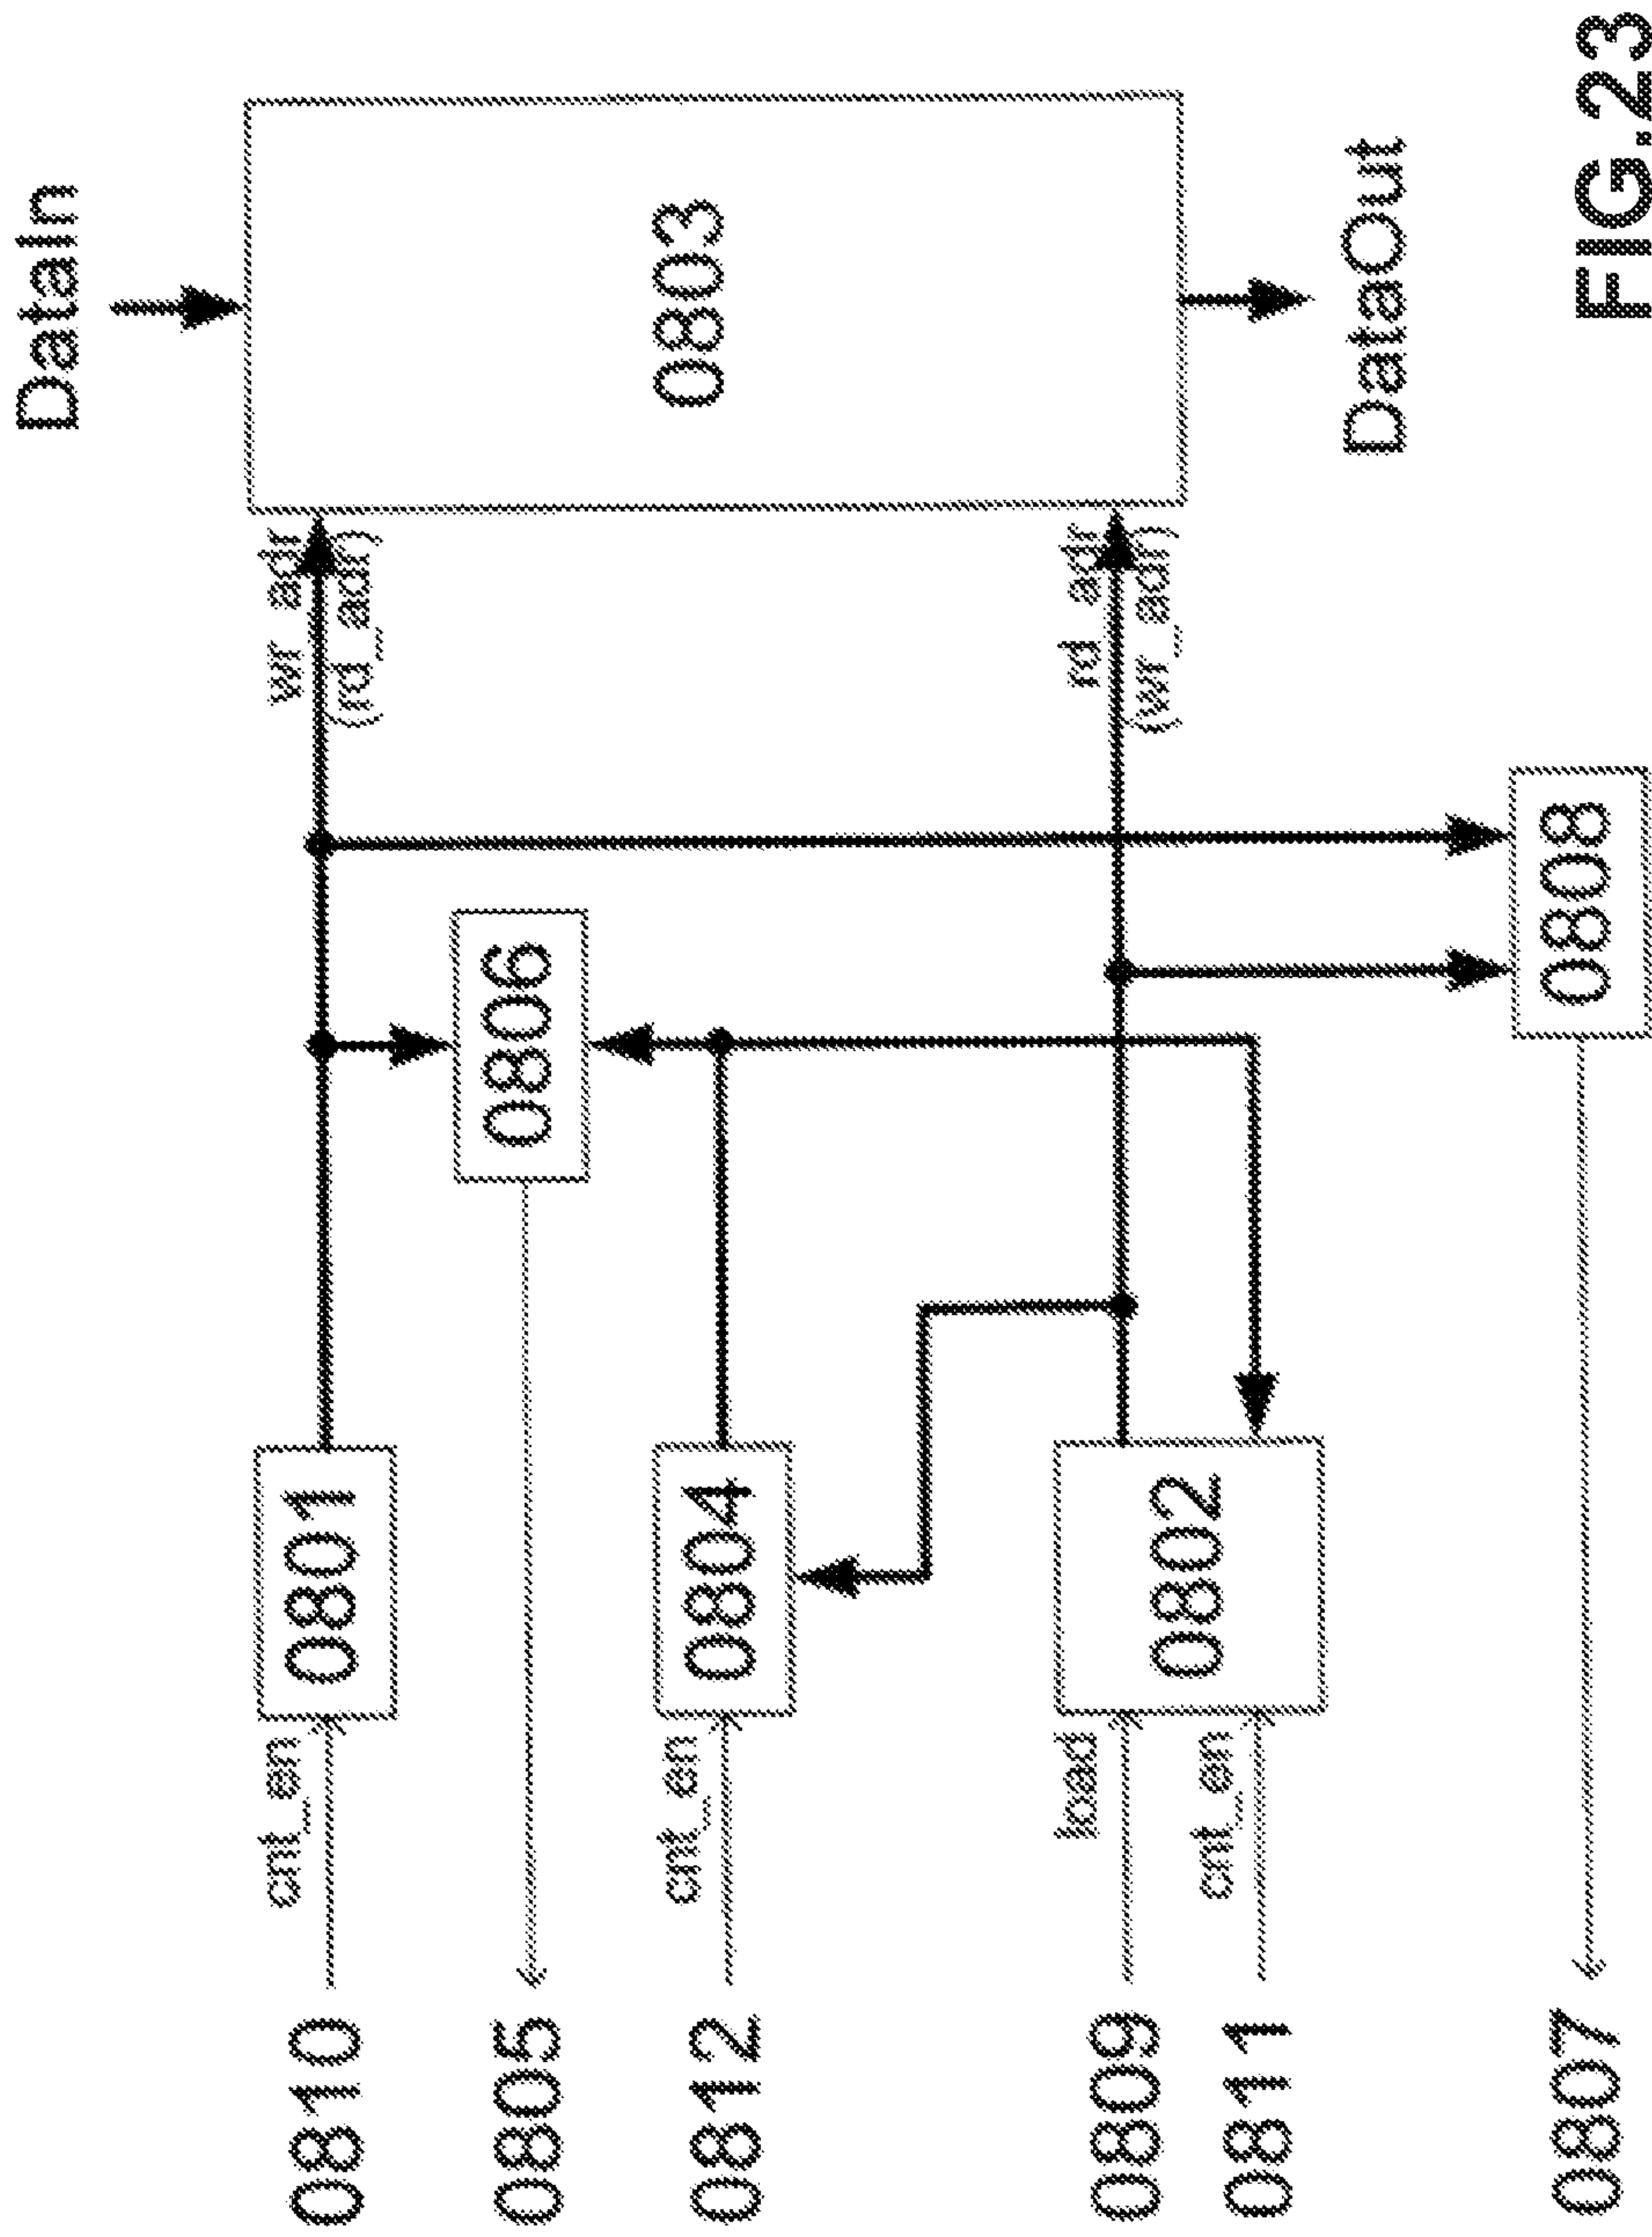 DataIn
cnt_en
wr_adr
0810
0801
(rd_adr)
0805
0806
cnt_en
0803
0812
0804
load
rd_adr
0809
(wr_adr)
0802
cnt_en
0811
DataOut
0807
0808
FIG.23